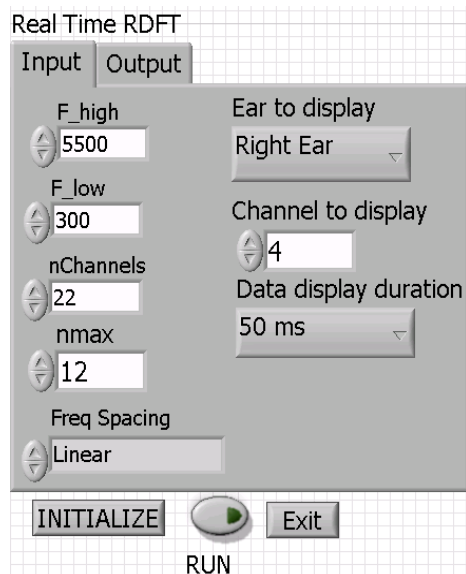 Real Time RDFT
Input
Output
F_high
5500
F_low
300
nChannels
22
nmax
12
Freq Spacing
Linear
Ear to display
Right Ear
Channel to display
4
Data display duration
50 ms
INITIALIZE
RUN
Exit